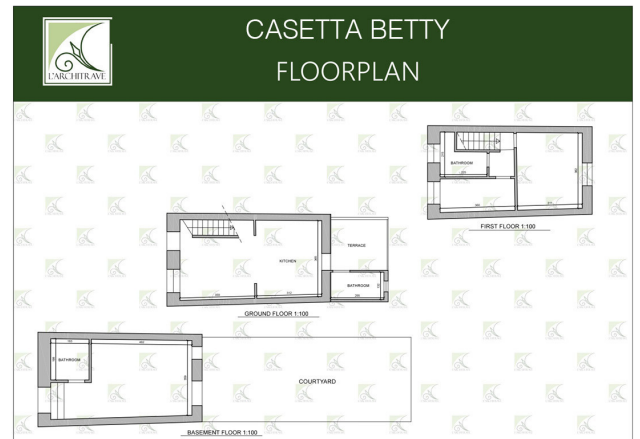 L'ARCHITRAVE
CASETTA BETTY
FLOORPLAN
BATHROOM
FIRST FLOOR 1:100
KITCHEN
TERRACE
BATHROOM
GROUND FLOOR 1:100
BATHROOM
COURTYARD
BASEMENT FLOOR 1:100